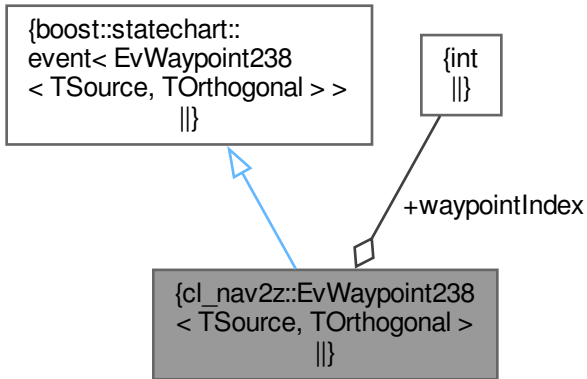 {boost::statechart::
event< EvWaypoint238
< TSource, TOrthogonal > >
||}
{int
||}
+waypointIndex
{cl_nav2z::EvWaypoint238
< TSource, TOrthogonal >
||}